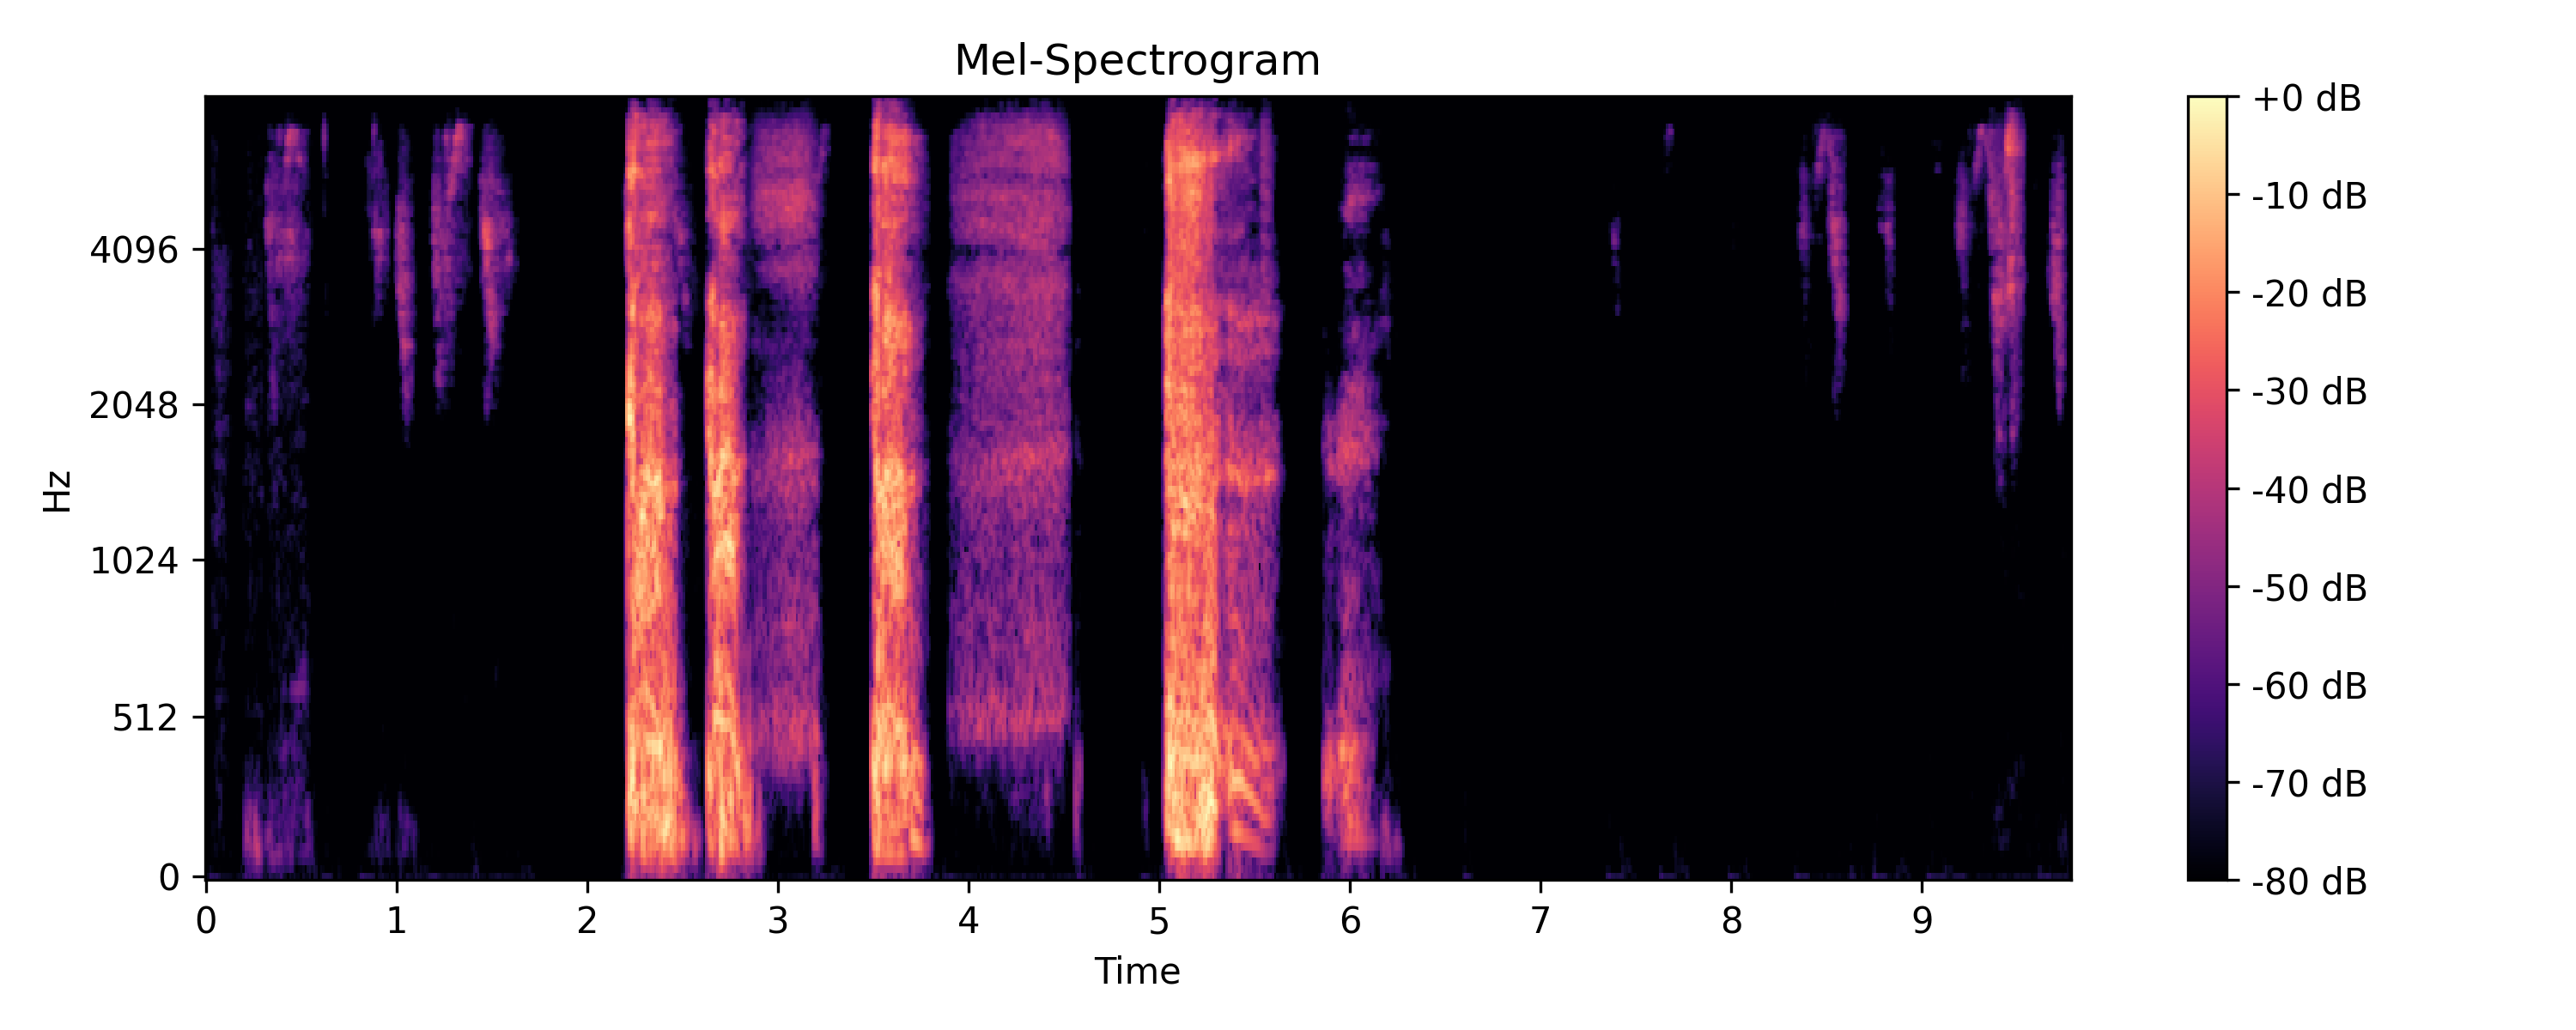 Mel-Spectrogram
+0 dB
-10 dB
-20 dB
-30 dB
-40 dB
-50 dB
-60 dB
-70 dB
-80 dB
Hz
4096
2048
1024
512
0
0 1 2 3 4 5 6 7 8 9
Time